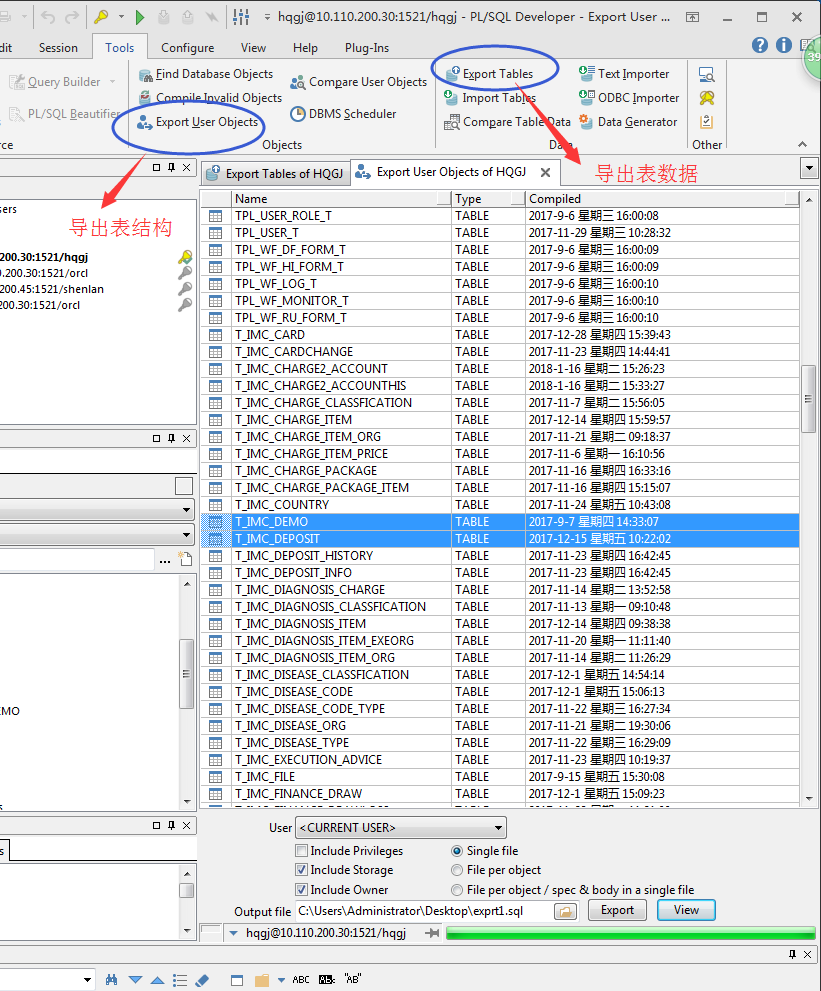 hqgj@10.110.200.30:1521/hqgj - PL/SQL Developer - Export User ...
dit Session Tools Configure View Help Plug-Ins
39
Query Builder
PL/SQL Beautifier
rce
Find Database Objects
Compile Invalid Objects
Export User Objects
Compare User Objects
DBMS Scheduler
Objects
Export Tables
Import Tables
Compare Table Data
Text Importer
ODBC Importer
Data Generator
Data
Other
导出表结构
导出表数据
Export Tables of HQGJ
Export User Objects of HQGJ
sers
.200.30:1521/hqgj
0.200.30:1521/orcl
200.45:1521/shenlan
200.30:1521/orcl
EMO
s
s
Name Type Compiled
TPL_USER_ROLE_T TABLE 2017-9-6 星期三 16:00:08
TPL_USER_T TABLE 2017-11-29 星期三 10:28:32
TPL_WF_DF_FORM_T TABLE 2017-9-6 星期三 16:00:09
TPL_WF_HI_FORM_T TABLE 2017-9-6 星期三 16:00:09
TPL_WF_LOG_T TABLE 2017-9-6 星期三 16:00:10
TPL_WF_MONITOR_T TABLE 2017-9-6 星期三 16:00:10
TPL_WF_RU_FORM_T TABLE 2017-9-6 星期三 16:00:10
T_IMC_CARD TABLE 2017-12-28 星期四 15:39:43
T_IMC_CARDCHANGE TABLE 2017-11-23 星期四 14:44:41
T_IMC_CHARGE2_ACCOUNT TABLE 2018-1-16 星期二 15:26:23
T_IMC_CHARGE2_ACCOUNTHIS TABLE 2018-1-16 星期二 15:33:27
T_IMC_CHARGE_CLASSFICATION TABLE 2017-11-7 星期二 15:56:05
T_IMC_CHARGE_ITEM TABLE 2017-12-14 星期四 15:59:57
T_IMC_CHARGE_ITEM_ORG TABLE 2017-11-21 星期二 09:18:37
T_IMC_CHARGE_ITEM_PRICE TABLE 2017-11-6 星期一 16:10:56
T_IMC_CHARGE_PACKAGE TABLE 2017-11-16 星期四 16:33:16
T_IMC_CHARGE_PACKAGE_ITEM TABLE 2017-11-16 星期四 15:15:07
T_IMC_COUNTRY TABLE 2017-11-24 星期五 10:43:08
T_IMC_DEMO TABLE 2017-9-7 星期四 14:33:07
T_IMC_DEPOSIT TABLE 2017-12-15 星期五 10:22:02
T_IMC_DEPOSIT_HISTORY TABLE 2017-11-23 星期四 16:42:45
T_IMC_DEPOSIT_INFO TABLE 2017-11-23 星期四 16:42:45
T_IMC_DIAGNOSIS_CHARGE TABLE 2017-11-14 星期二 13:52:58
T_IMC_DIAGNOSIS_CLASSFICATION TABLE 2017-11-13 星期一 09:10:48
T_IMC_DIAGNOSIS_ITEM TABLE 2017-12-14 星期四 09:38:38
T_IMC_DIAGNOSIS_ITEM_EXEORG TABLE 2017-11-20 星期一 11:11:40
T_IMC_DIAGNOSIS_ITEM_ORG TABLE 2017-11-14 星期二 11:26:29
T_IMC_DISEASE_CLASSFICATION TABLE 2017-12-1 星期五 14:54:14
T_IMC_DISEASE_CODE TABLE 2017-12-1 星期五 15:06:13
T_IMC_DISEASE_CODE_TYPE TABLE 2017-11-22 星期三 16:27:34
T_IMC_DISEASE_ORG TABLE 2017-11-21 星期二 19:30:06
T_IMC_DISEASE_TYPE TABLE 2017-11-22 星期三 16:29:09
T_IMC_EXECUTION_ADVICE TABLE 2017-11-23 星期四 10:19:37
T_IMC_FILE TABLE 2017-9-15 星期五 15:30:08
T_IMC_FINANCE_DRAW TABLE 2017-12-1 星期五 15:09:23
User <CURRENT USER>
Include Privileges Single file
Include Storage File per object
Include Owner File per object / spec & body in a single file
Output file C:\Users\Administrator\Desktop\exprt1.sql Export View
hqgj@10.110.200.30:1521/hqgj
ABC AB: "AB"